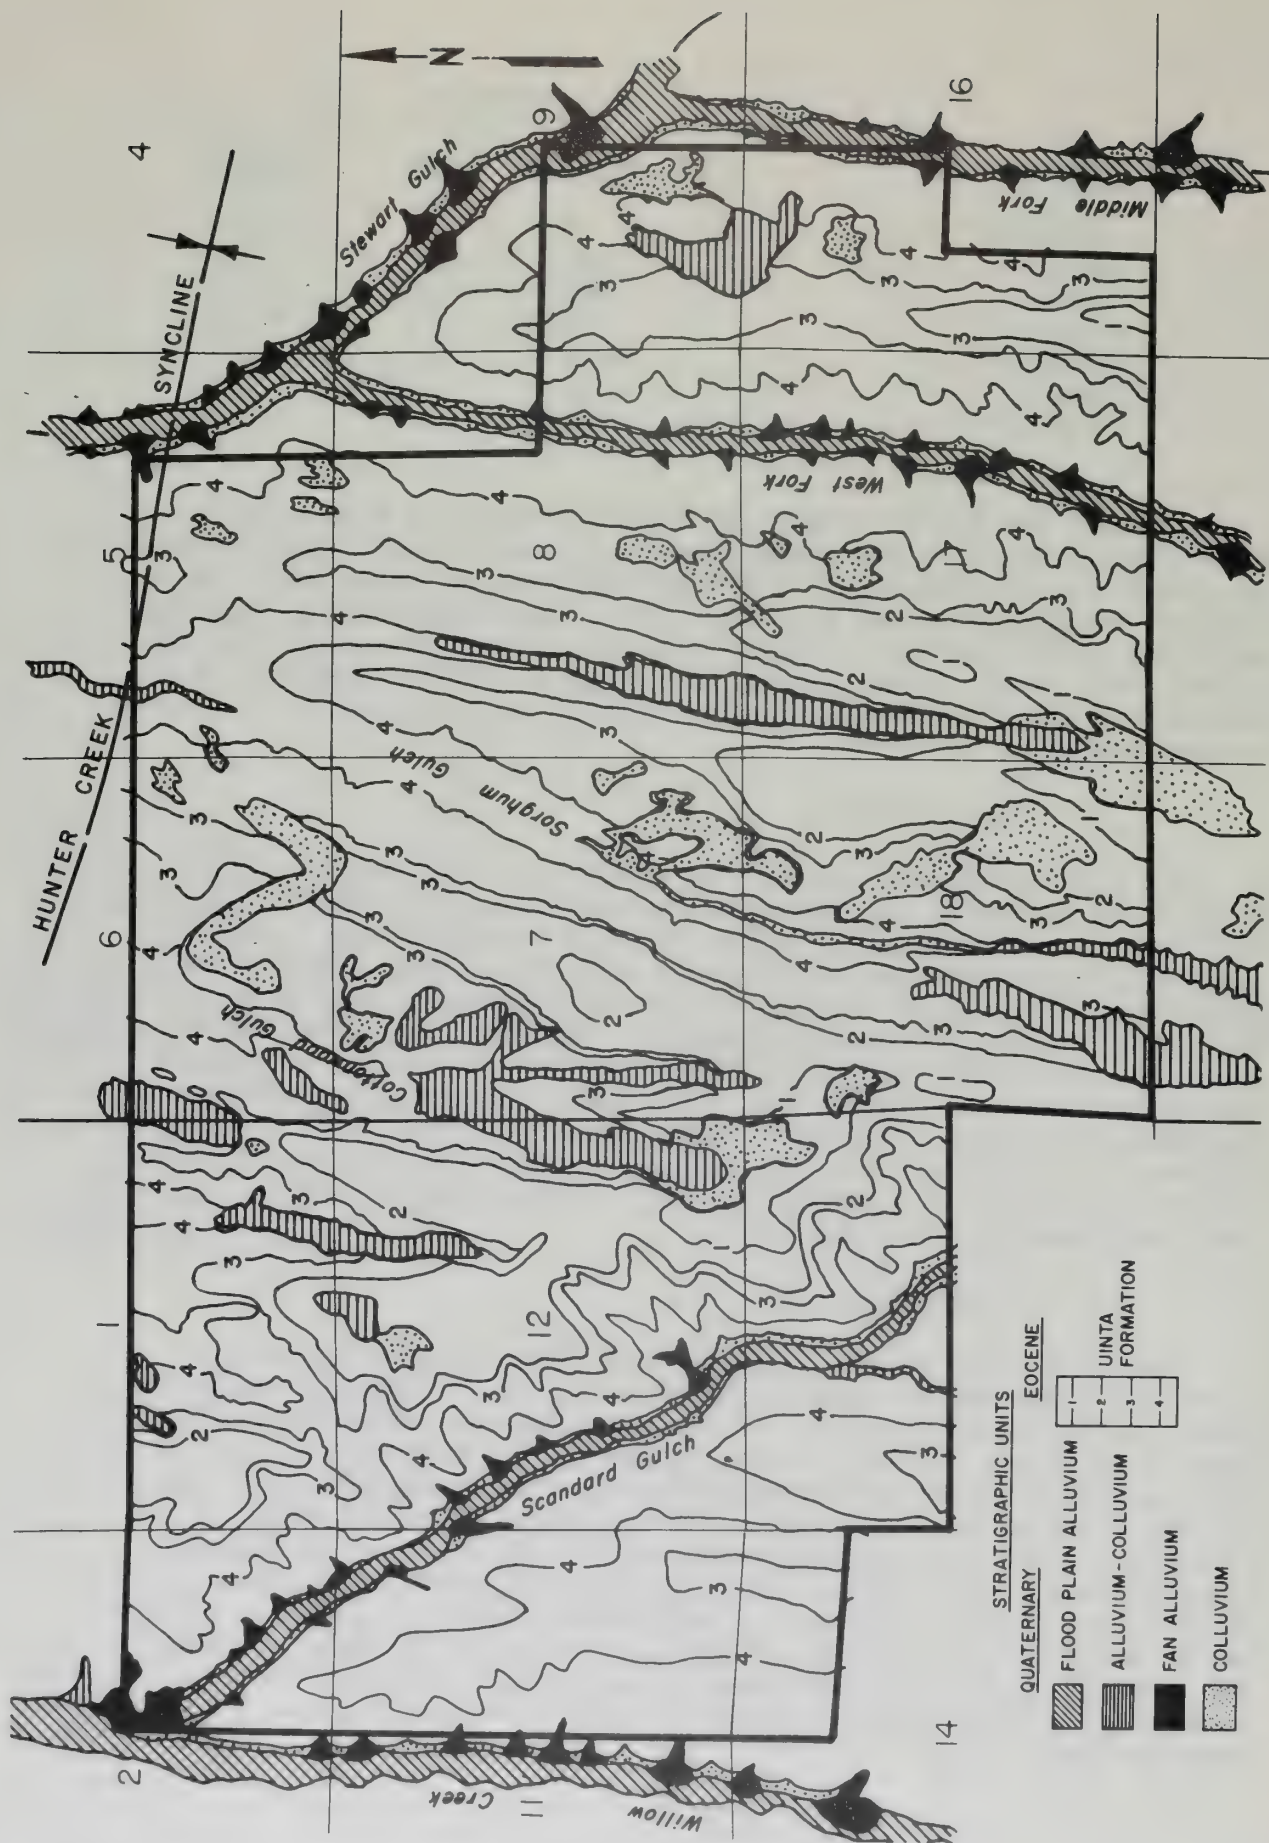 N
4
9
16
5
8
17
6
7
18
1
12
2
11
14
HUNTER CREEK SYNCLINE
Stewart Gulch
Middle Fork
West Fork
Sorghum Gulch
Cottonwood Gulch
Scandard Gulch
Willow Creek
STRATIGRAPHIC UNITS
QUATERNARY
FLOOD PLAIN ALLUVIUM
ALLUVIUM-COLLUVIUM
FAN ALLUVIUM
COLLUVIUM
EOCENE
1
2
3
4
UINTA
FORMATION